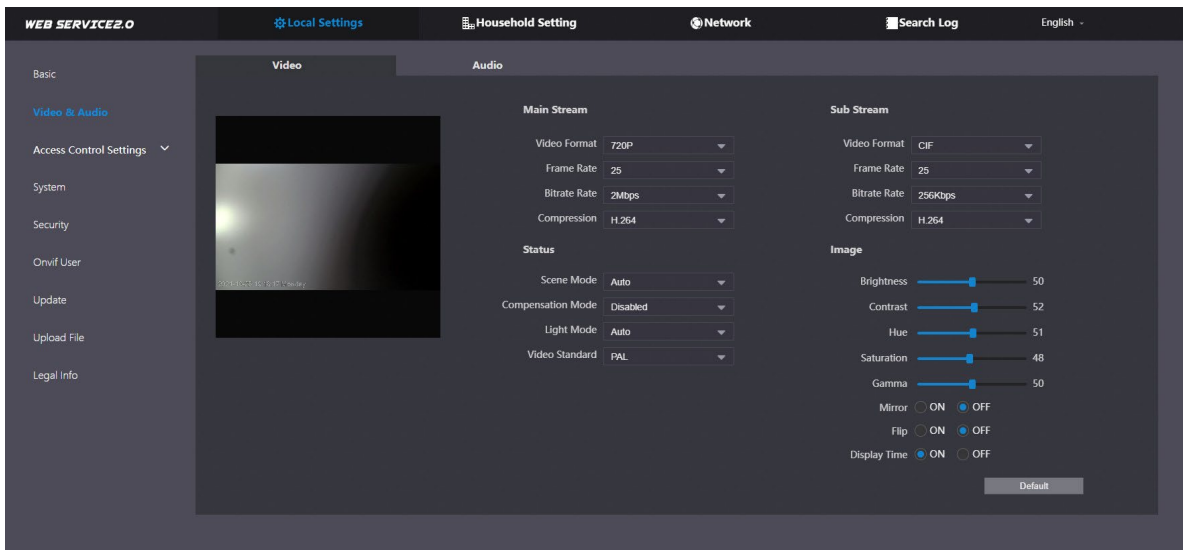 WEB SERVICE2.0
Local Settings
Household Setting
Network
Search Log
English
Basic
Video & Audio
Access Control Settings
System
Security
Onvif User
Update
Upload File
Legal Info
Video
Audio
Main Stream
Video Format 720P
Frame Rate 25
Bitrate Rate 2Mbps
Compression H.264
Status
Scene Mode Auto
Compensation Mode Disabled
Light Mode Auto
Video Standard PAL
Sub Stream
Video Format CIF
Frame Rate 25
Bitrate Rate 256Kbps
Compression H.264
Image
Brightness 50
Contrast 52
Hue 51
Saturation 48
Gamma 50
Mirror ON OFF
Flip ON OFF
Display Time ON OFF
Default